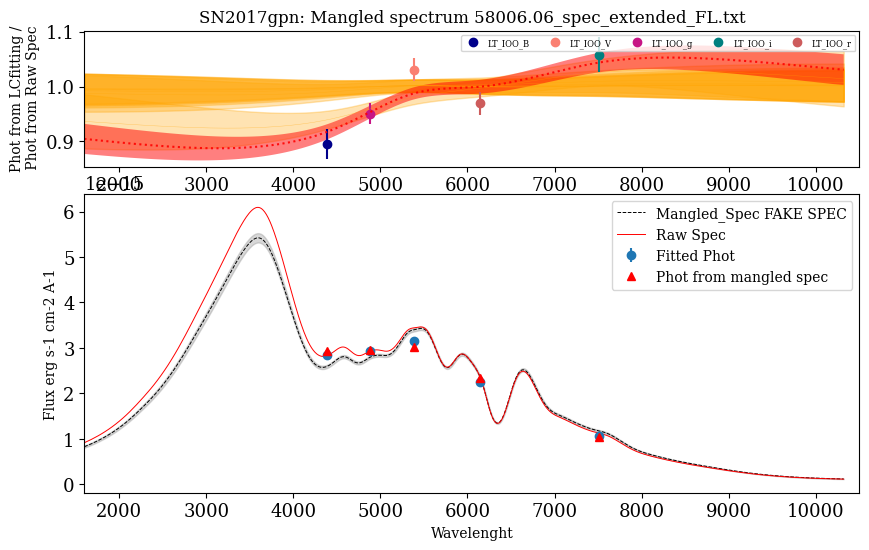 SN2017gpn: Mangled spectrum 58006.06_spec_extended_FL.txt
Phot from LCfitting /
Phot from Raw Spec
1.1
1.0
0.9
LT_IOO_B LT_IOO_V LT_IOO_g LT_IOO_i LT_IOO_r
2000 3000 4000 5000 6000 7000 8000 9000 10000
1e−15
Flux erg s-1 cm-2 A-1
6
5
4
3
2
1
0
Mangled_Spec FAKE SPEC
Raw Spec
Fitted Phot
Phot from mangled spec
2000 3000 4000 5000 6000 7000 8000 9000 10000
Wavelenght